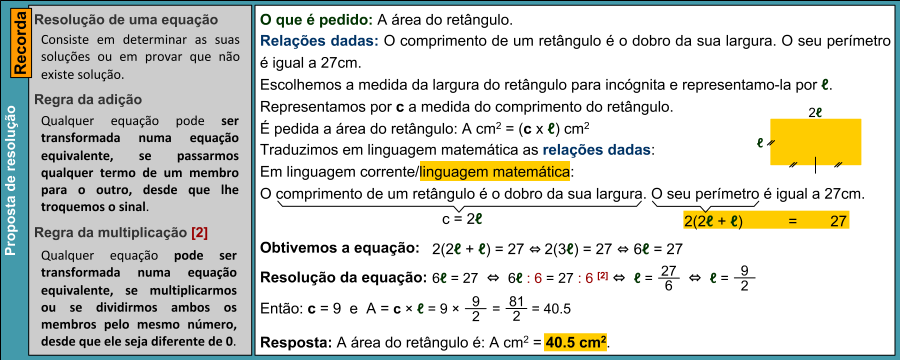 Proposta de resolução
Recorda
Resolução de uma equação
Consiste em determinar as suas
soluções ou em provar que não
existe solução.
Regra da adição
Qualquer equação pode ser
transformada numa equação
equivalente, se passarmos
qualquer termo de um membro
para o outro, desde que lhe
troquemos o sinal.
Regra da multiplicação [2]
Qualquer equação pode ser
transformada numa equação
equivalente, se multiplicarmos
ou se dividirmos ambos os
membros pelo mesmo número,
desde que ele seja diferente de 0.
O que é pedido: A área do retângulo.
Relações dadas: O comprimento de um retângulo é o dobro da sua largura. O seu perímetro
é igual a 27cm.
Escolhemos a medida da largura do retângulo para incógnita e representamo-la por ℓ.
Representamos por c a medida do comprimento do retângulo.
É pedida a área do retângulo: A cm² = (c x ℓ) cm²
Traduzimos em linguagem matemática as relações dadas:
2ℓ
ℓ
Em linguagem corrente/linguagem matemática:
O comprimento de um retângulo é o dobro da sua largura. O seu perímetro é igual a 27cm.
c = 2ℓ 2(2ℓ + ℓ) = 27
Obtivemos a equação: 2(2ℓ + ℓ) = 27 ⇔ 2(3ℓ) = 27 ⇔ 6ℓ = 27
Resolução da equação: 6ℓ = 27 ⇔ 6ℓ : 6 = 27 : 6 [2] ⇔ ℓ = 27/6 ⇔ ℓ = 9/2
Então: c = 9 e A = c × ℓ = 9 × 9/2 = 81/2 = 40.5
Resposta: A área do retângulo é: A cm² = 40.5 cm².